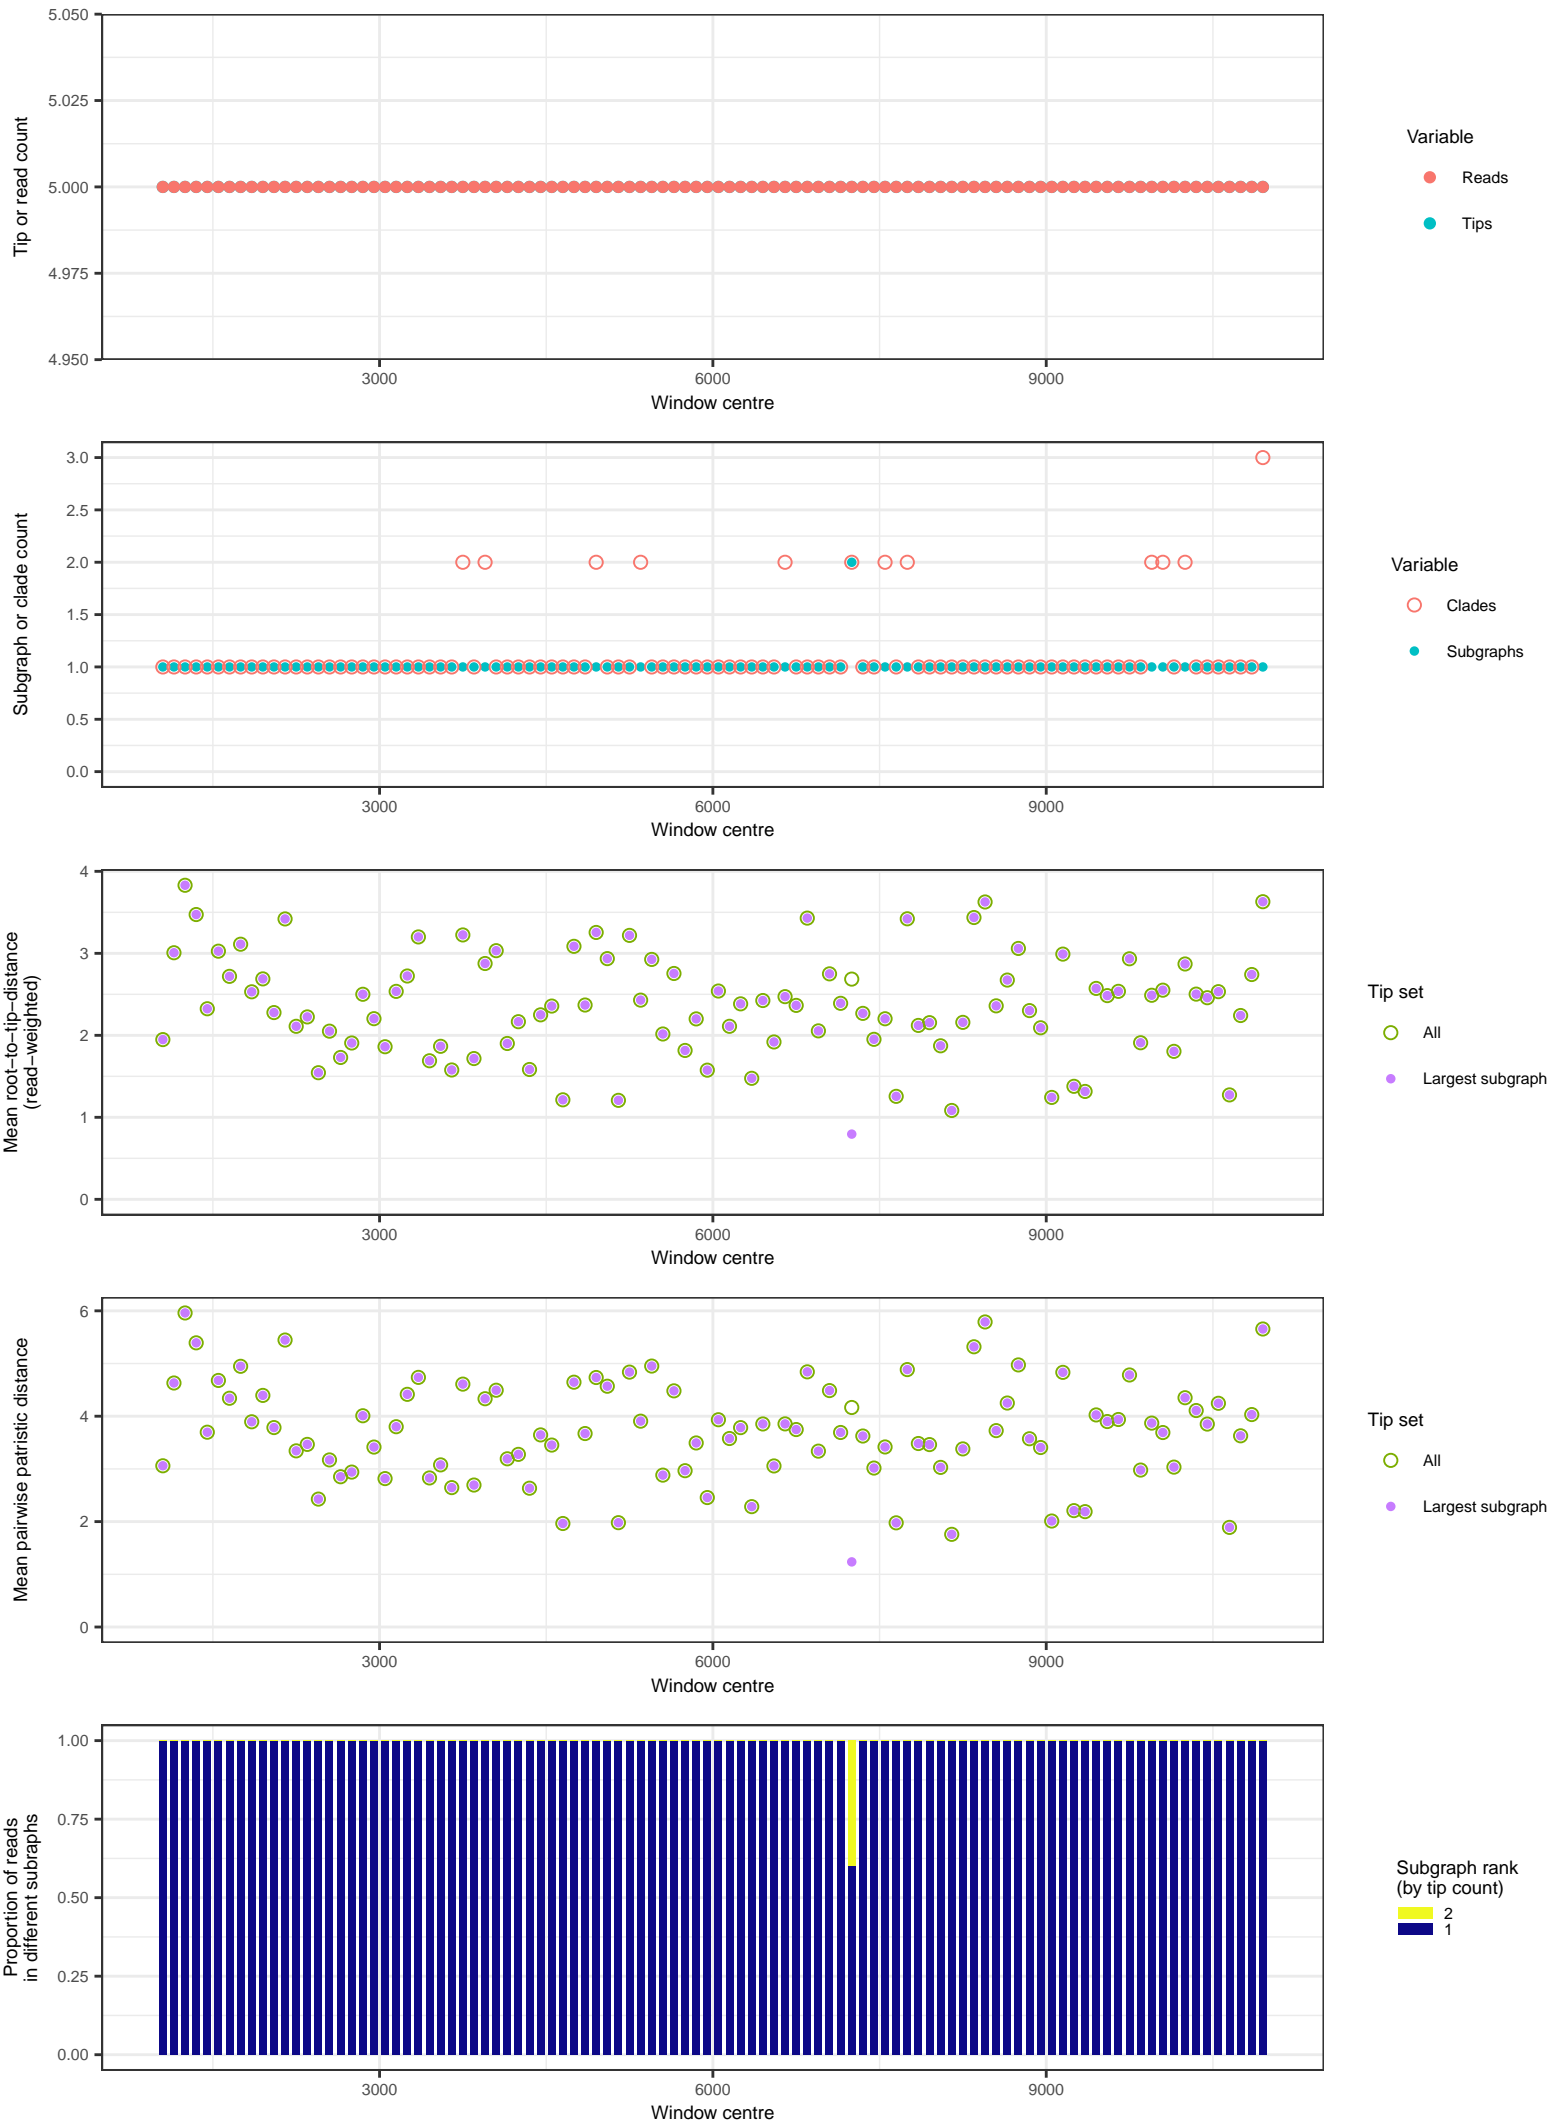 5.050
5.025
5.000
4.975
4.950
Tip or read count
3000
6000
9000
Window centre
Variable
Reads
Tips
3.0
2.5
2.0
1.5
1.0
0.5
0.0
Subgraph or clade count
3000
6000
9000
Window centre
Variable
Clades
Subgraphs
4
3
2
1
0
Mean root−to−tip−distance
(read−weighted)
3000
6000
9000
Window centre
Tip set
All
Largest subgraph
6
4
2
0
Mean pairwise patristic distance
3000
6000
9000
Window centre
Tip set
All
Largest subgraph
1.00
0.75
0.50
0.25
0.00
Proportion of reads
in different subraphs
3000
6000
9000
Window centre
Subgraph rank
(by tip count)
2
1